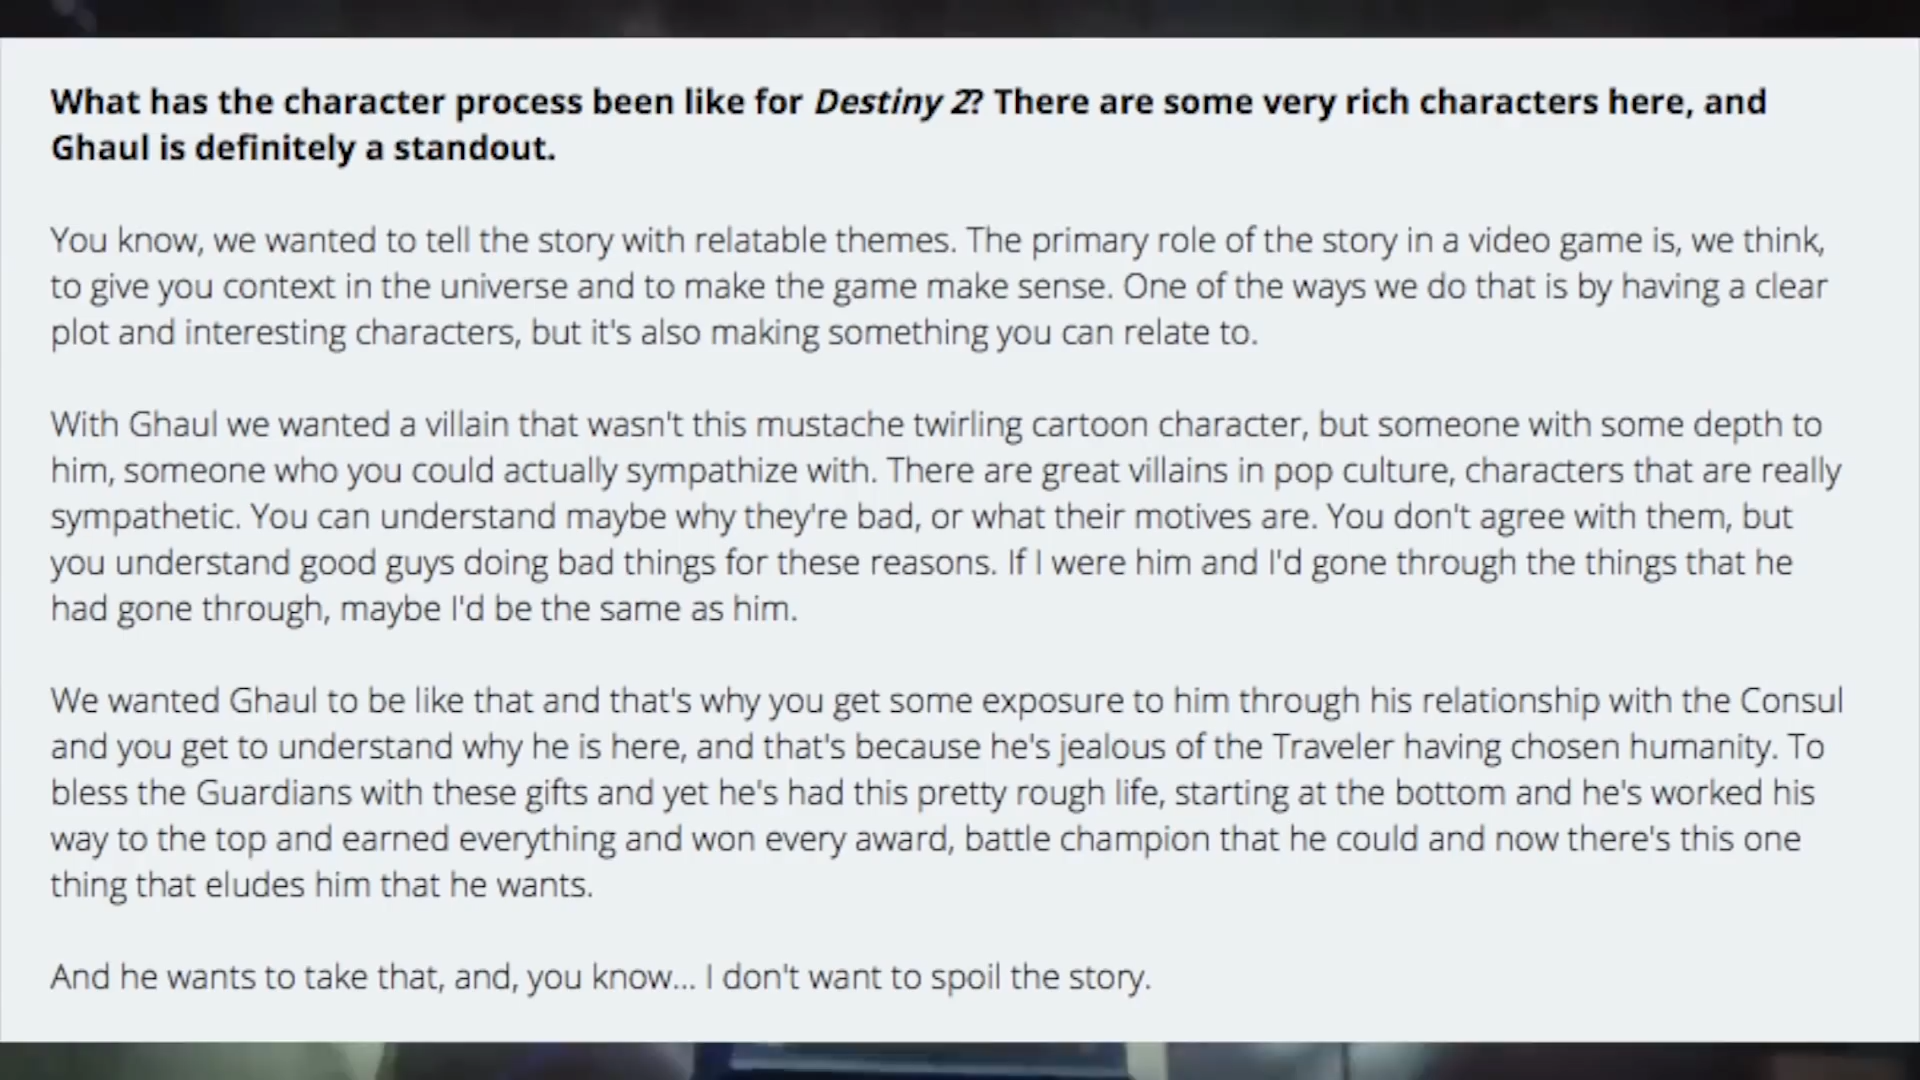 What has the character process been like for Destiny 2? There are some very rich characters here, and
Ghaul is definitely a standout.
You know, we wanted to tell the story with relatable themes. The primary role of the story in a video game is, we think,
to give you context in the universe and to make the game make sense. One of the ways we do that is by having a clear
plot and interesting characters, but it's also making something you can relate to.
With Ghaul we wanted a villain that wasn't this mustache twirling cartoon character, but someone with some depth to
him, someone who you could actually sympathize with. There are great villains in pop culture, characters that are really
sympathetic. You can understand maybe why they're bad, or what their motives are. You don't agree with them, but
you understand good guys doing bad things for these reasons. If I were him and I'd gone through the things that he
had gone through, maybe I'd be the same as him.
We wanted Ghaul to be like that and that's why you get some exposure to him through his relationship with the Consul
and you get to understand why he is here, and that's because he's jealous of the Traveler having chosen humanity. To
bless the Guardians with these gifts and yet he's had this pretty rough life, starting at the bottom and he's worked his
way to the top and earned everything and won every award, battle champion that he could and now there's this one
thing that eludes him that he wants.
And he wants to take that, and, you know... I don't want to spoil the story.